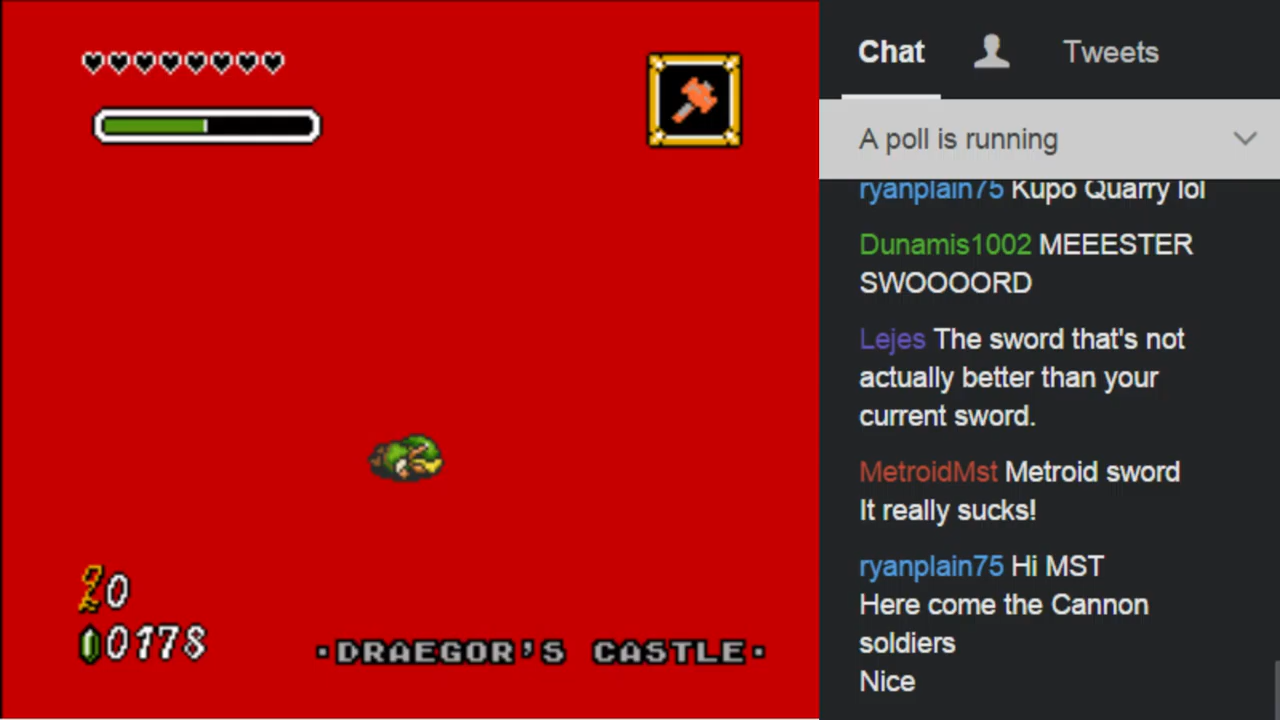 0
0178
·DRAEGOR'S CASTLE·
Chat
Tweets
A poll is running
ryanplain75 Kupo Quarry lol
Dunamis1002 MEEESTER
SWOOOORD
Lejes The sword that's not
actually better than your
current sword.
MetroidMst Metroid sword
It really sucks!
ryanplain75 Hi MST
Here come the Cannon
soldiers
Nice